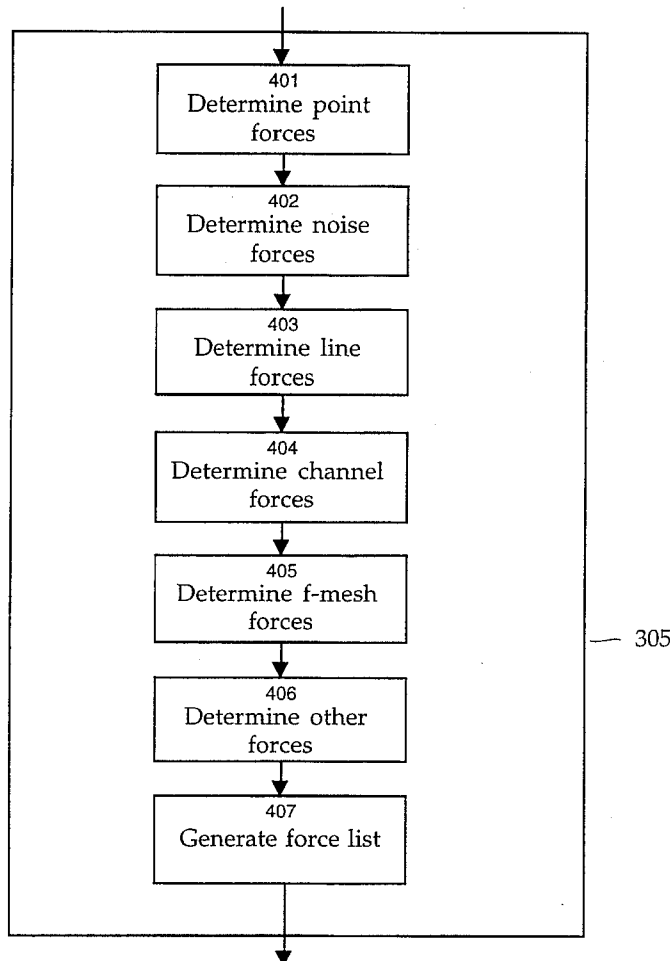 401
Determine point
forces
402
Determine noise
forces
403
Determine line
forces
404
Determine channel
forces
405
Determine f-mesh
forces
305
406
Determine other
forces
407
Generate force list